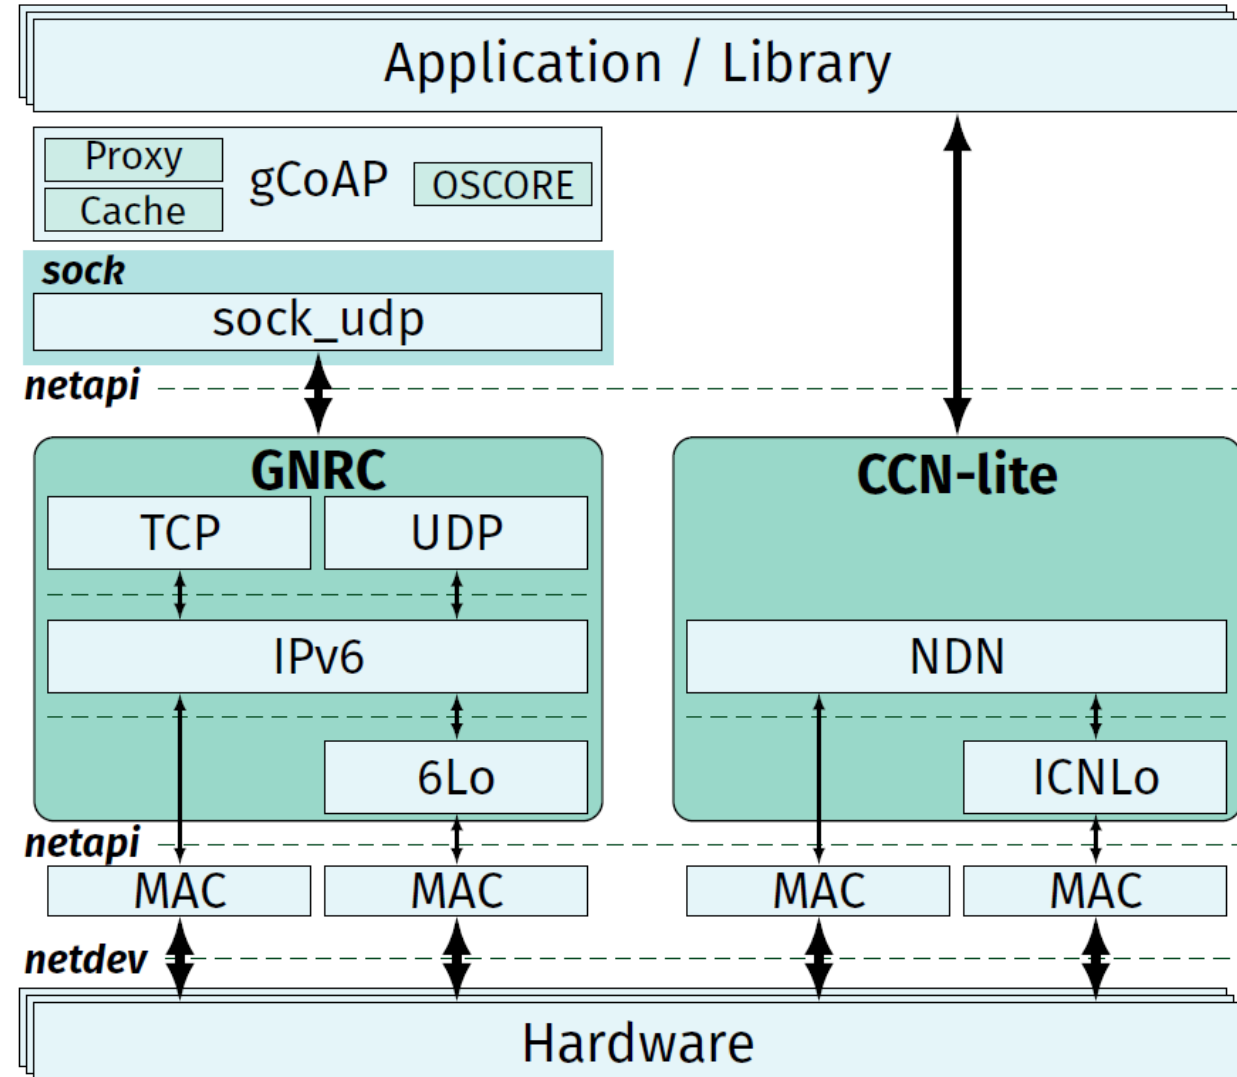 Application / Library
Proxy
gCoAP
OSCORE
Cache
sock
sock_udp
netapi
GNRC
CCN-lite
TCP
UDP
IPv6
NDN
6Lo
ICNLo
netapi
MAC
MAC
MAC
MAC
netdev
Hardware